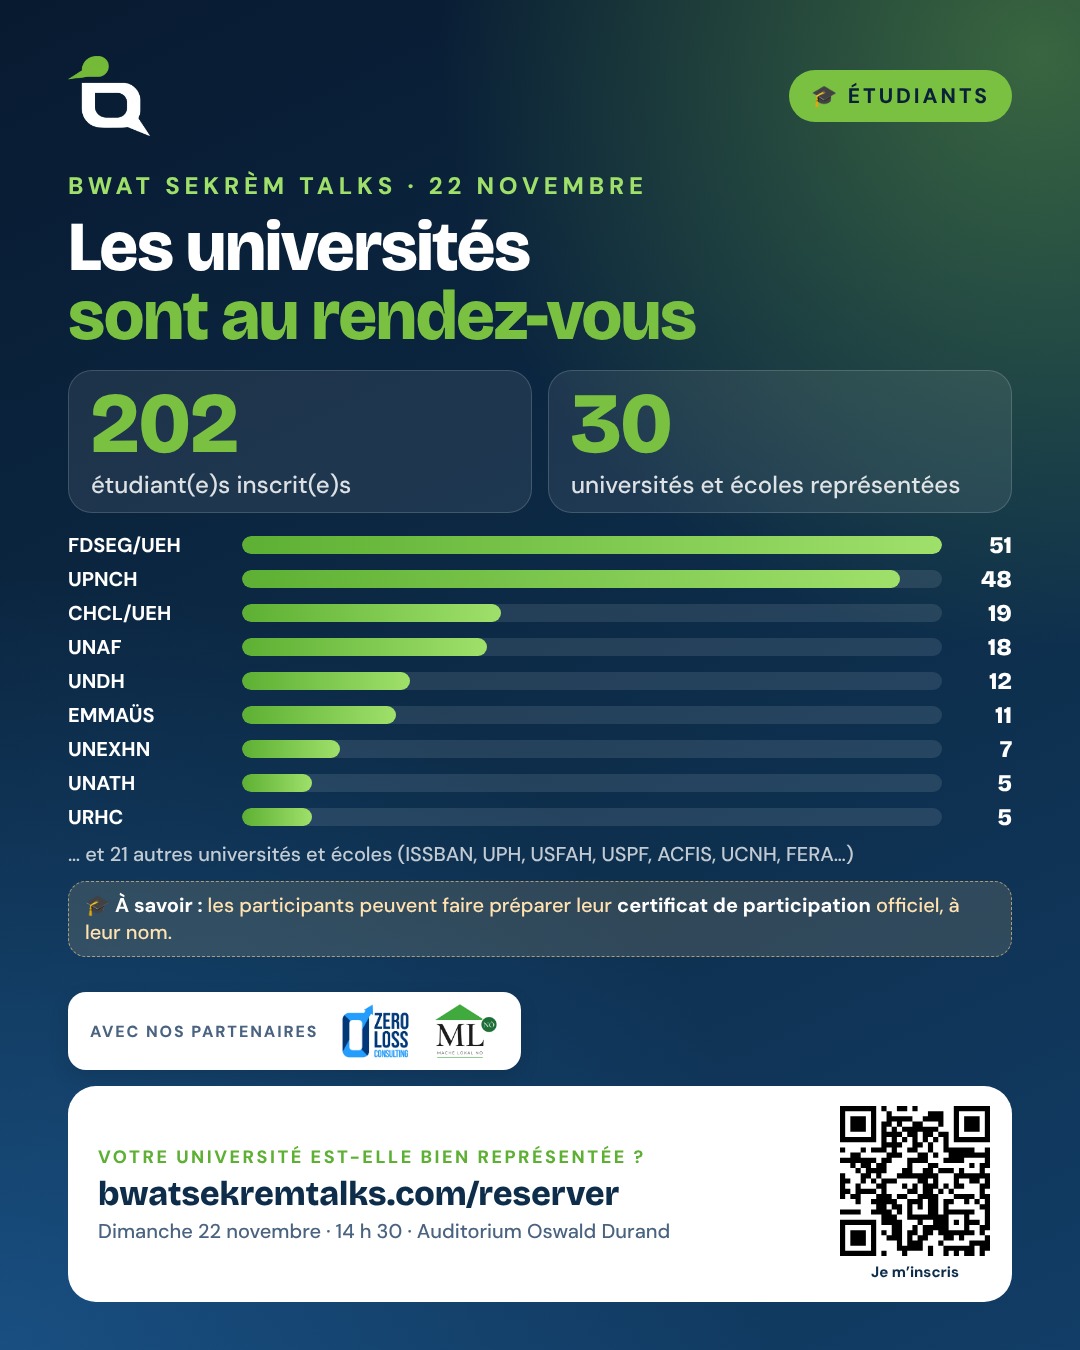 🎓 ÉTUDIANTS
BWAT SEKRÈM TALKS · 22 NOVEMBRE
Les universités
sont au rendez-vous
202
étudiant(e)s inscrit(e)s
30
universités et écoles représentées
FDSEG/UEH 51
UPNCH 48
CHCL/UEH 19
UNAF 18
UNDH 12
EMMAÜS 11
UNEXHN 7
UNATH 5
URHC 5
... et 21 autres universités et écoles (ISSBAN, UPH, USFAH, USPF, ACFIS, UCNH, FERA...)
🎓 À savoir : les participants peuvent faire préparer leur certificat de participation officiel, à
leur nom.
AVEC NOS PARTENAIRES
ZERO
LOSS
CONSULTING
ML
NÒ
MACHE LOKAL NÒ
VOTRE UNIVERSITÉ EST-ELLE BIEN REPRÉSENTÉE ?
bwatsekremtalks.com/reserver
Dimanche 22 novembre · 14 h 30 · Auditorium Oswald Durand
Je m’inscris